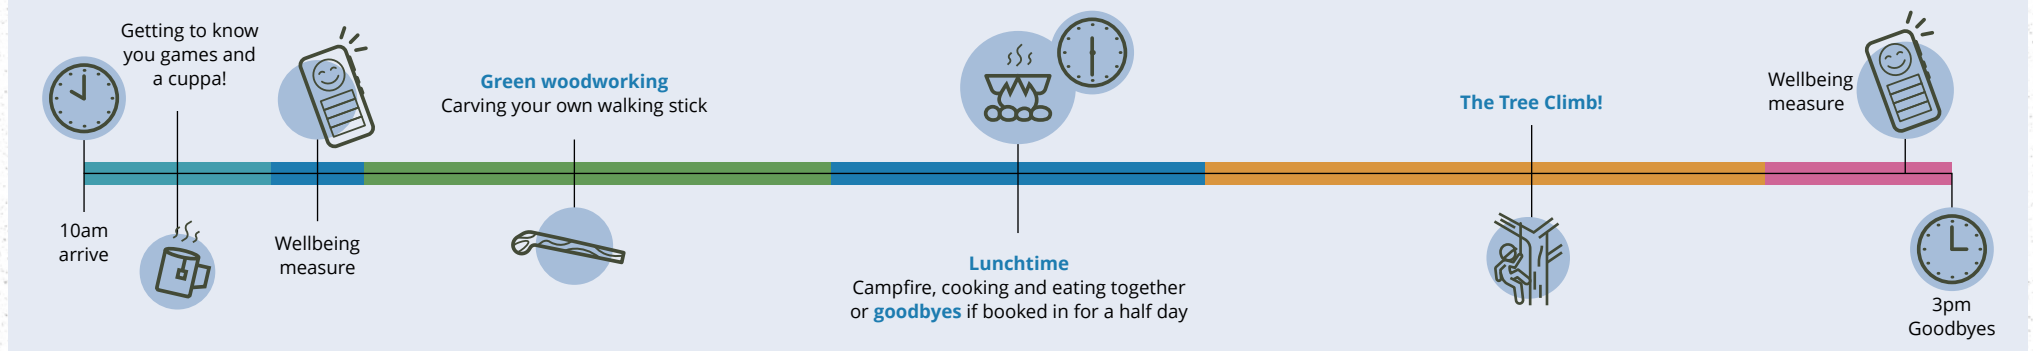 10am
arrive
Getting to know
you games and
a cuppa!
Wellbeing
measure
Green woodworking
Carving your own walking stick
Lunchtime
Campfire, cooking and eating together
or goodbyes if booked in for a half day
The Tree Climb!
Wellbeing
measure
3pm
Goodbyes